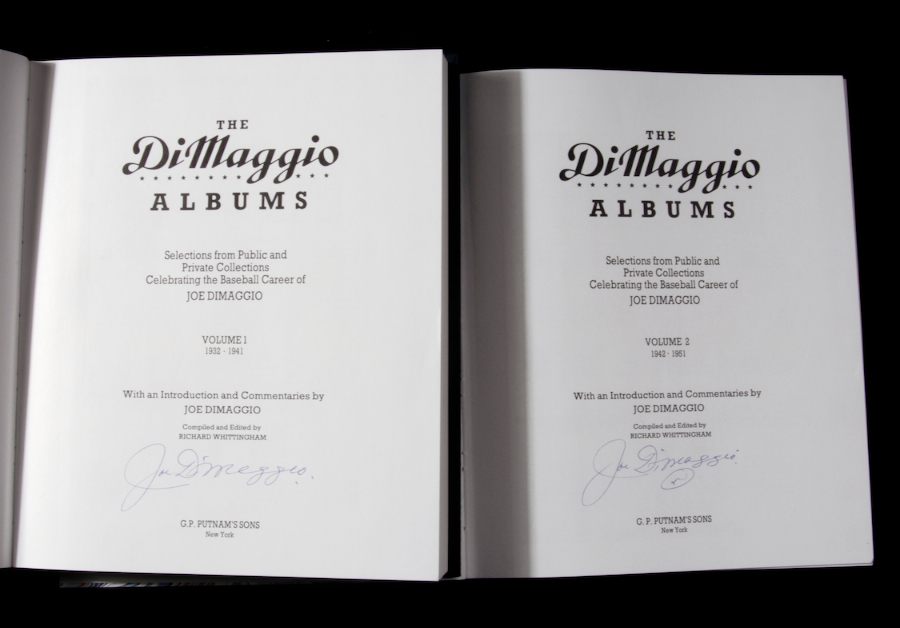 THE
DiMaggio
ALBUMS
Selections from Public and
Private Collections
Celebrating the Baseball Career of
JOE DIMAGGIO
VOLUME 1
1932 - 1941
With an Introduction and Commentaries by
JOE DIMAGGIO
Compiled and Edited by
RICHARD WHITTINGHAM
Joe DiMaggio
G.P. PUTNAM'S SONS
New York
THE
DiMaggio
ALBUMS
Selections from Public and
Private Collections
Celebrating the Baseball Career of
JOE DIMAGGIO
VOLUME 2
1942 - 1951
With an Introduction and Commentaries by
JOE DIMAGGIO
Compiled and Edited by
RICHARD WHITTINGHAM
Joe DiMaggio
G.P. PUTNAM'S SONS
New York